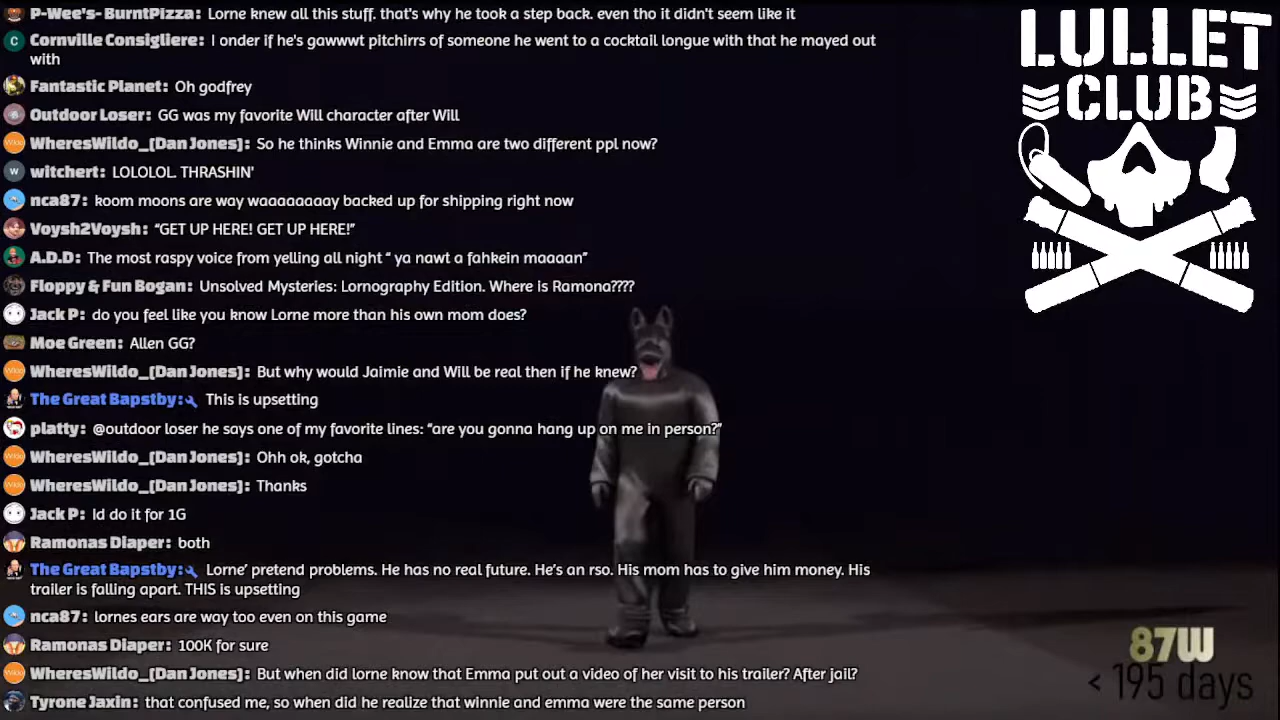 P-Wee's- BurntPizza: Lorne knew all this stuff. that's why he took a step back. even tho it didn't seem like it
Cornville Consigliere: I onder if he's gawwwt pitchirrs of someone he went to a cocktail longue with that he mayed out
with
Fantastic Planet: Oh godfrey
Outdoor Loser: GG was my favorite Will character after Will
WheresWildo_(Dan Jones): So he thinks Winnie and Emma are two different ppl now?
witchert: LOLOLOL. THRASHIN'
nca87: koom moons are way waaaaaaaay backed up for shipping right now
Voysh2Voysh: “GET UP HERE! GET UP HERE!”
A.D.D: The most raspy voice from yelling all night “ ya nawt a fahkein maaaan”
Floppy & Fun Bogan: Unsolved Mysteries: Lornography Edition. Where is Ramona????
Jack P: do you feel like you know Lorne more than his own mom does?
Moe Green: Allen GG?
WheresWildo_(Dan Jones): But why would Jaimie and Will be real then if he knew?
The Great Bapstby: This is upsetting
platty: @outdoor loser he says one of my favorite lines: “are you gonna hang up on me in person?”
WheresWildo_(Dan Jones): Ohh ok, gotcha
WheresWildo_(Dan Jones): Thanks
Jack P: Id do it for 1G
Ramonas Diaper: both
The Great Bapstby: Lorne’ pretend problems. He has no real future. He’s an rso. His mom has to give him money. His
trailer is falling apart. THIS is upsetting
nca87: lornes ears are way too even on this game
Ramonas Diaper: 100K for sure
WheresWildo_(Dan Jones): But when did lorne know that Emma put out a video of her visit to his trailer? After jail?
Tyrone Jaxin: that confused me, so when did he realize that winnie and emma were the same person
LULLET
CLUB
87W
< 195 days